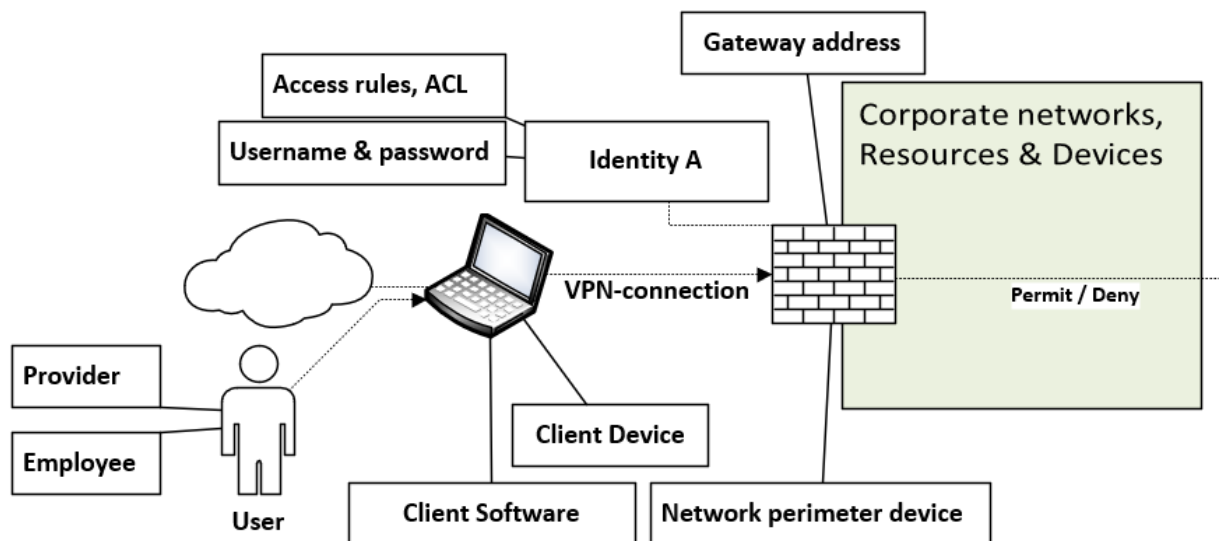 Gateway address
Access rules, ACL
Username & password
Identity A
Corporate networks,
Resources & Devices
VPN-connection
Permit / Deny
Provider
Employee
User
Client Device
Client Software
Network perimeter device